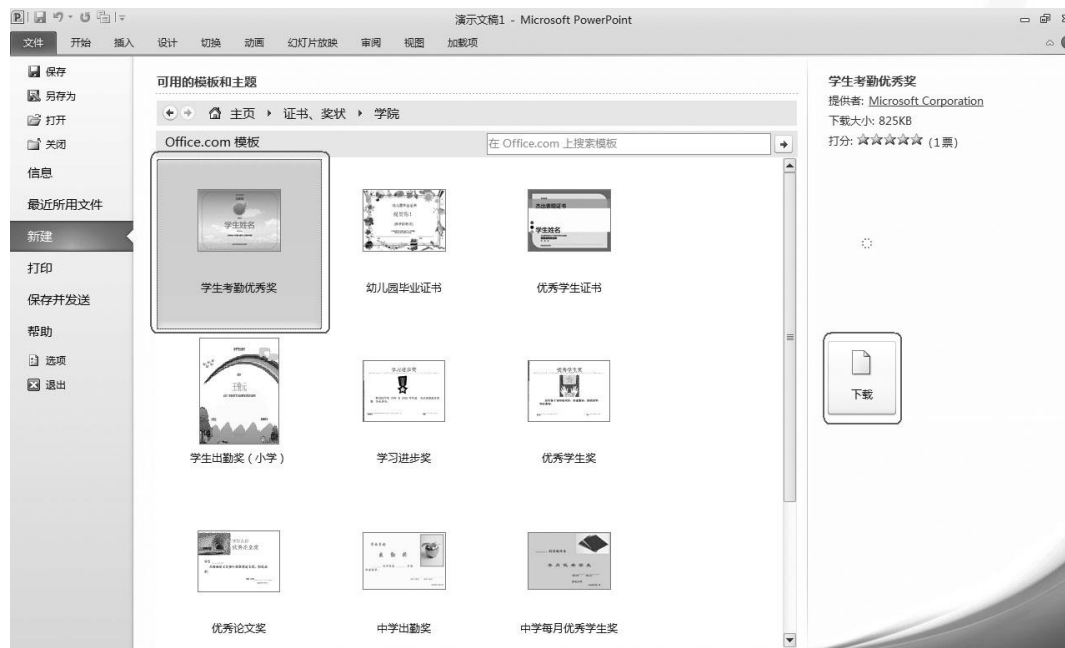 演示文稿1 - Microsoft PowerPoint
文件 开始 插入 设计 切换 动画 幻灯片放映 审阅 视图 加载项
保存
另存为
打开
关闭
信息
最近所用文件
新建
打印
保存并发送
帮助
选项
退出
可用的模板和主题
主页 证书、奖状 学院
Office.com 模板
在 Office.com 上搜索模板
学生姓名
学生考勤优秀奖
幼儿园毕业证书
学生姓名
优秀学生证书
学生出勤奖（小学）
学习进步奖
优秀学生奖
优秀论文奖
中学出勤奖
中学每月优秀学生奖
学生考勤优秀奖
提供者: Microsoft Corporation
下载大小: 825KB
打分: (1票)
下载